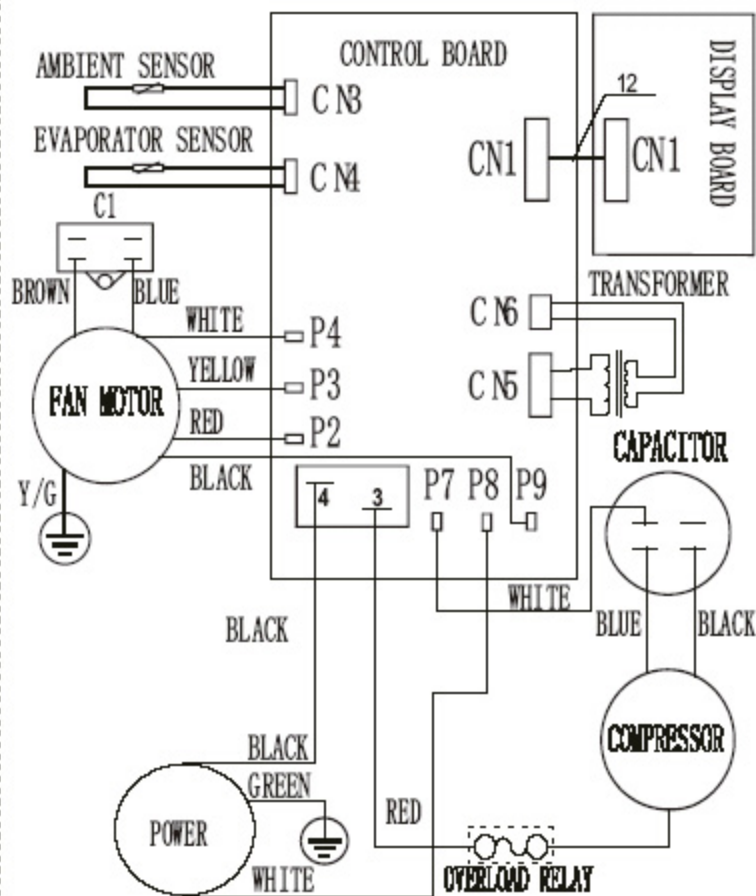 CONTROL BOARD
DISPLAY BOARD
AMBIENT SENSOR
CN3
12
EVAPORATOR SENSOR
CN4
CN1
CN1
C1
BROWN
BLUE
TRANSFORMER
WHITE
P4
CN6
YELLOW
P3
CN5
FAN MOTOR
RED
P2
CAPACITOR
BLACK
Y/G
4
3
P7
P8
P9
WHITE
BLUE
BLACK
BLACK
COMPRESSOR
BLACK
GREEN
RED
POWER
WHITE
OVERLOAD RELAY